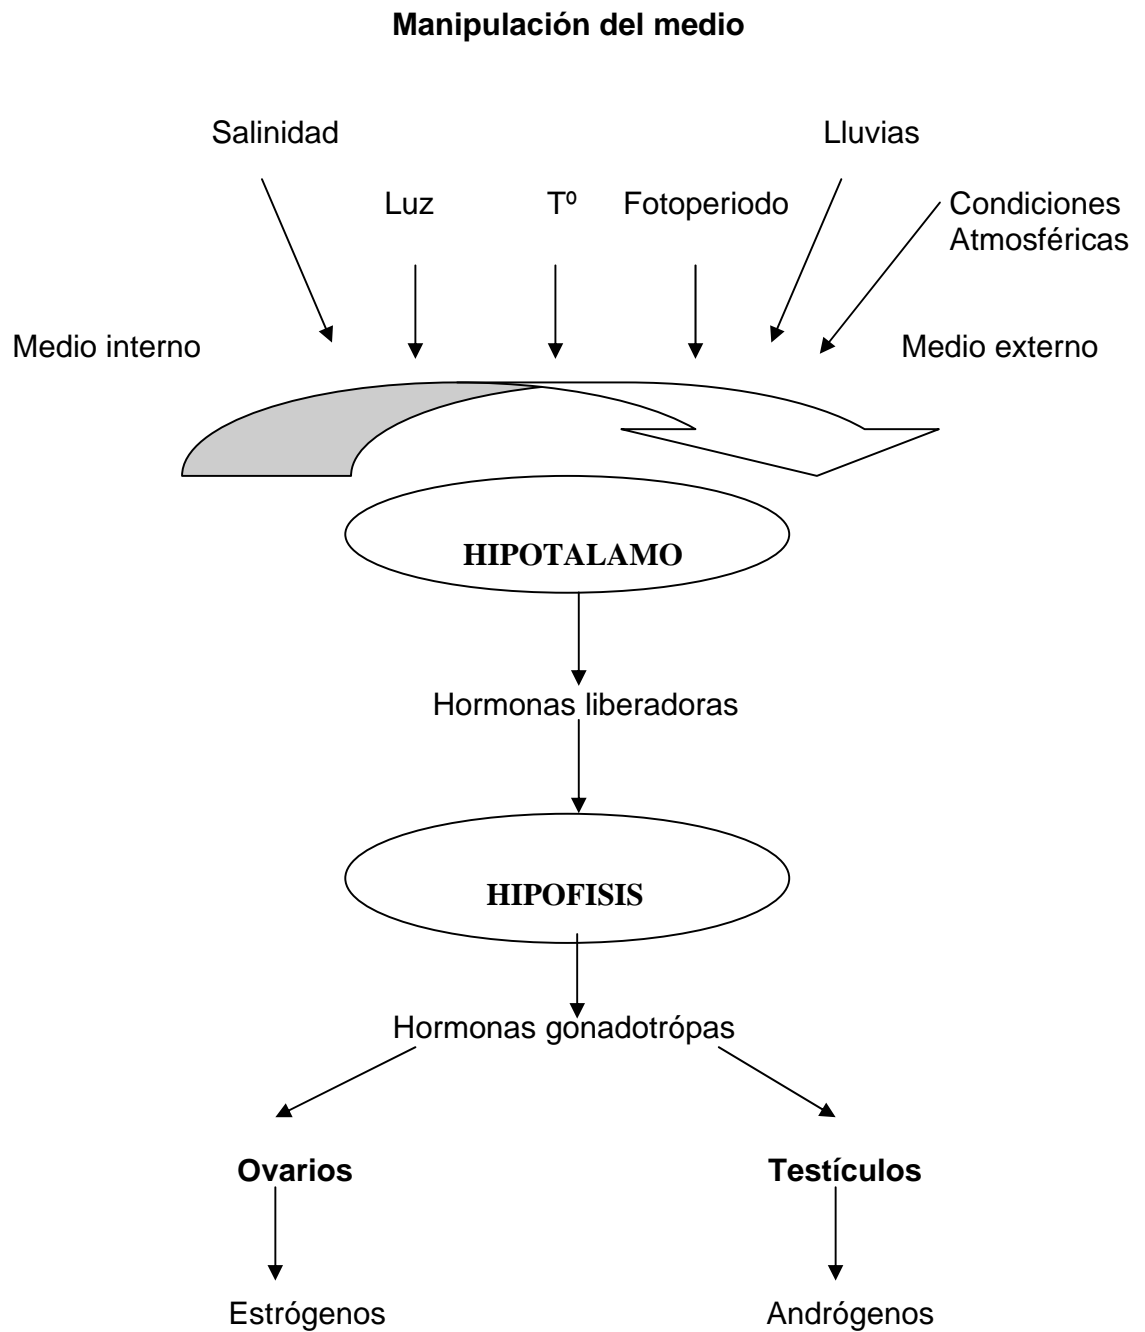 Manipulación del medio
Salinidad
Lluvias
Luz
Tº
Fotoperiodo
Condiciones
Atmosféricas
Medio interno
Medio externo
HIPOTALAMO
Hormonas liberadoras
HIPOFISIS
Hormonas gonadotrópas
Ovarios
Testículos
Estrógenos
Andrógenos